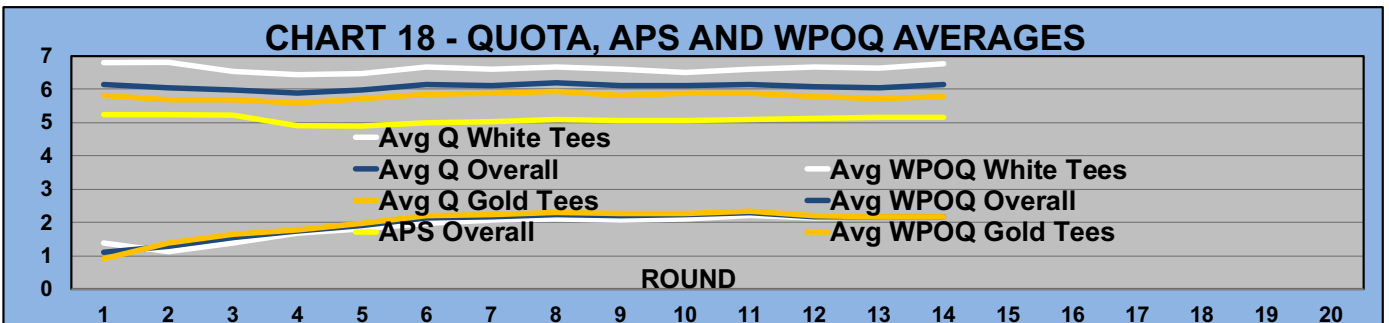 CHART 18 - QUOTA, APS AND WPOQ AVERAGES
7
6
5
4
3
2
1
0
Avg Q White Tees
Avg Q Overall
Avg WPOQ White Tees
Avg Q Gold Tees
Avg WPOQ Overall
APS Overall
Avg WPOQ Gold Tees
ROUND
1 2 3 4 5 6 7 8 9 10 11 12 13 14 15 16 17 18 19 20